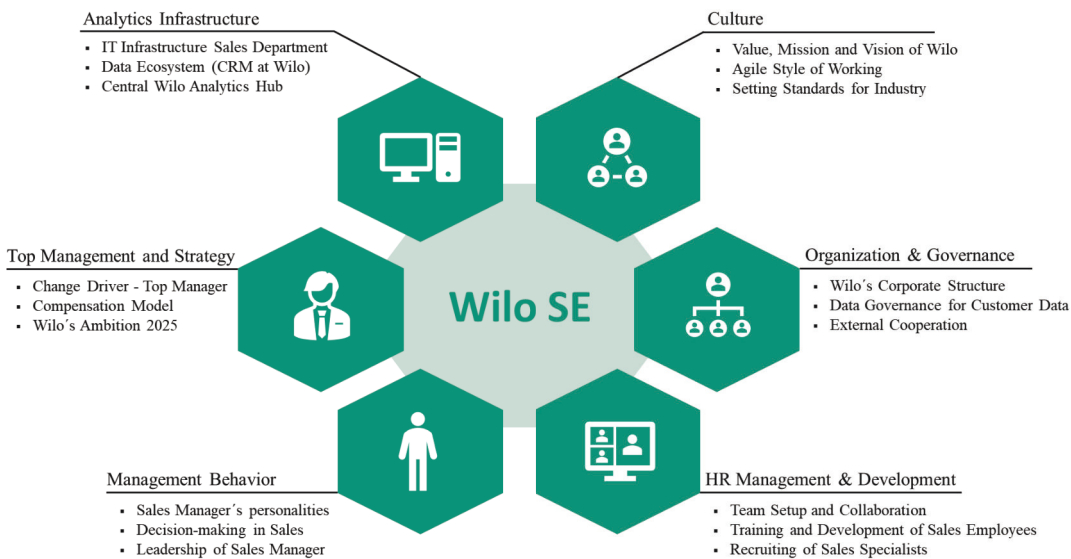 Analytics Infrastructure
▪ IT Infrastructure Sales Department
▪ Data Ecosystem (CRM at Wilo)
▪ Central Wilo Analytics Hub
Culture
▪ Value, Mission and Vision of Wilo
▪ Agile Style of Working
▪ Setting Standards for Industry
Top Management and Strategy
▪ Change Driver - Top Manager
▪ Compensation Model
▪ Wilo´s Ambition 2025
Wilo SE
Organization & Governance
▪ Wilo´s Corporate Structure
▪ Data Governance for Customer Data
▪ External Cooperation
Management Behavior
▪ Sales Manager´s personalities
▪ Decision-making in Sales
▪ Leadership of Sales Manager
HR Management & Development
▪ Team Setup and Collaboration
▪ Training and Development of Sales Employees
▪ Recruiting of Sales Specialists